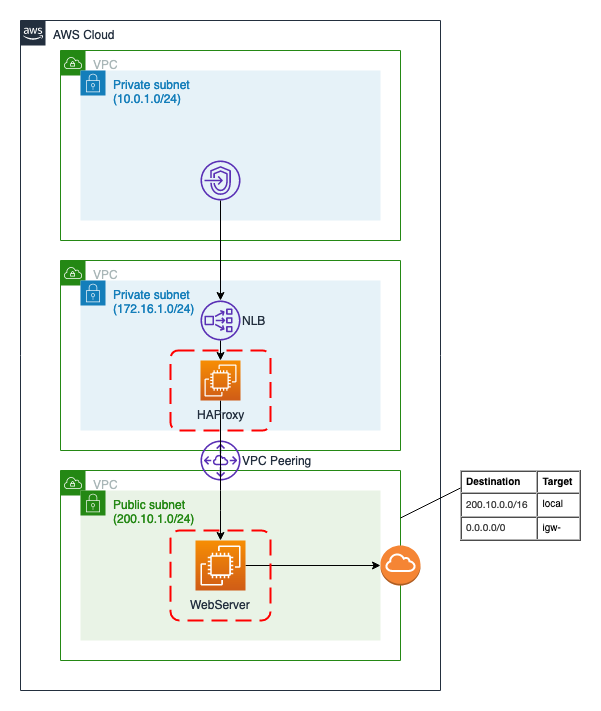 aws
AWS Cloud
VPC
Private subnet
(10.0.1.0/24)
VPC
Private subnet
(172.16.1.0/24)
NLB
HAProxy
VPC Peering
VPC
Public subnet
(200.10.1.0/24)
WebServer
Destination Target
200.10.0.0/16 local
0.0.0.0/0 igw-